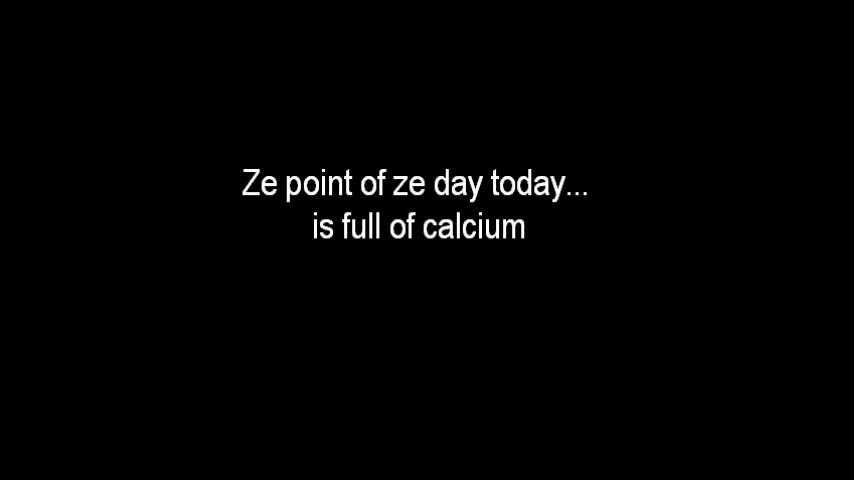 Ze point of ze day today...
is full of calcium